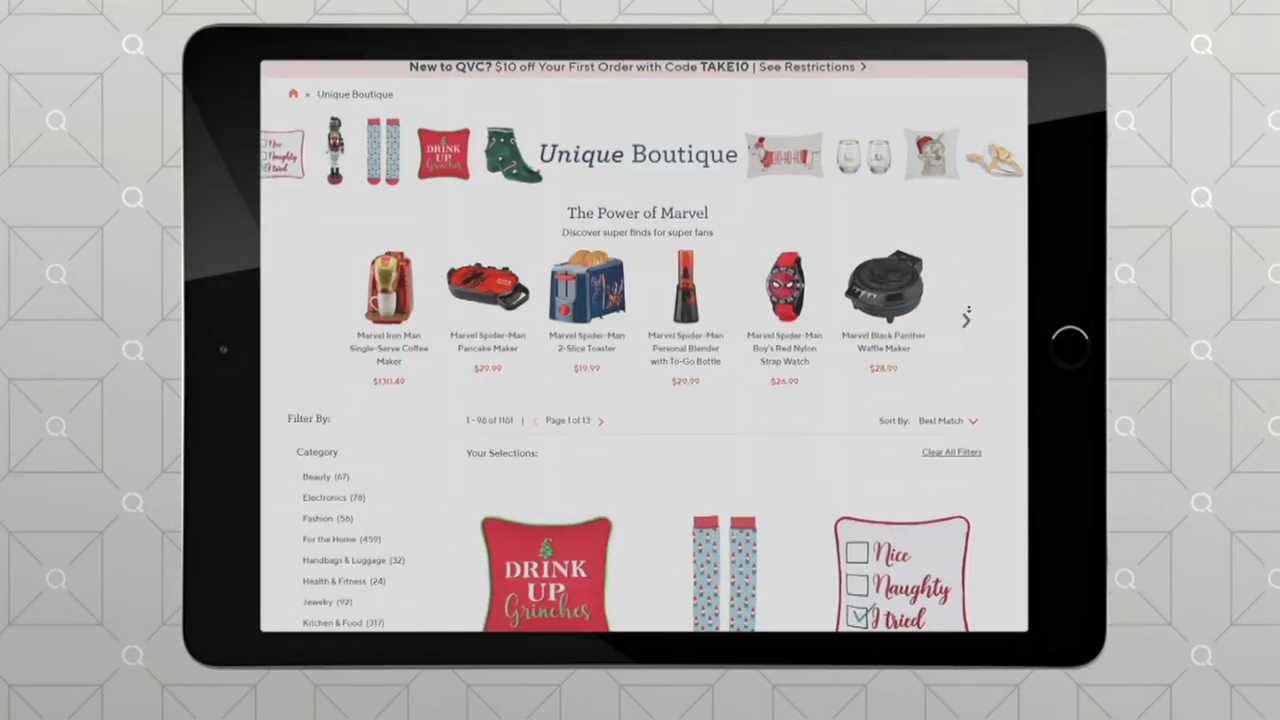 New to QVC? $10 off Your First Order with Code TAKE10 | See Restrictions >
» Unique Boutique
Nice
Naughty
I tried
DRINK
UP
Grinches
Unique Boutique
HO-HO-HO
The Power of Marvel
Discover super finds for super fans
Marvel Iron Man
Single-Serve Coffee
Maker
$130.49
Marvel Spider-Man
Pancake Maker
$29.99
Marvel Spider-Man
2-Slice Toaster
$19.99
Marvel Spider-Man
Personal Blender
with To-Go Bottle
$29.99
Marvel Spider-Man
Boy's Red Nylon
Strap Watch
$26.99
Marvel Black Panther
Waffle Maker
$28.99
Filter By:
1 - 96 of 1161 | < Page 1 of 13 >
Sort By: Best Match
Category
Your Selections:
Clear All Filters
Beauty (67)
Electronics (78)
Fashion (56)
For the Home (459)
Handbags & Luggage (32)
Health & Fitness (24)
Jewelry (92)
Kitchen & Food (317)
DRINK
UP
Grinches
Nice
Naughty
I tried